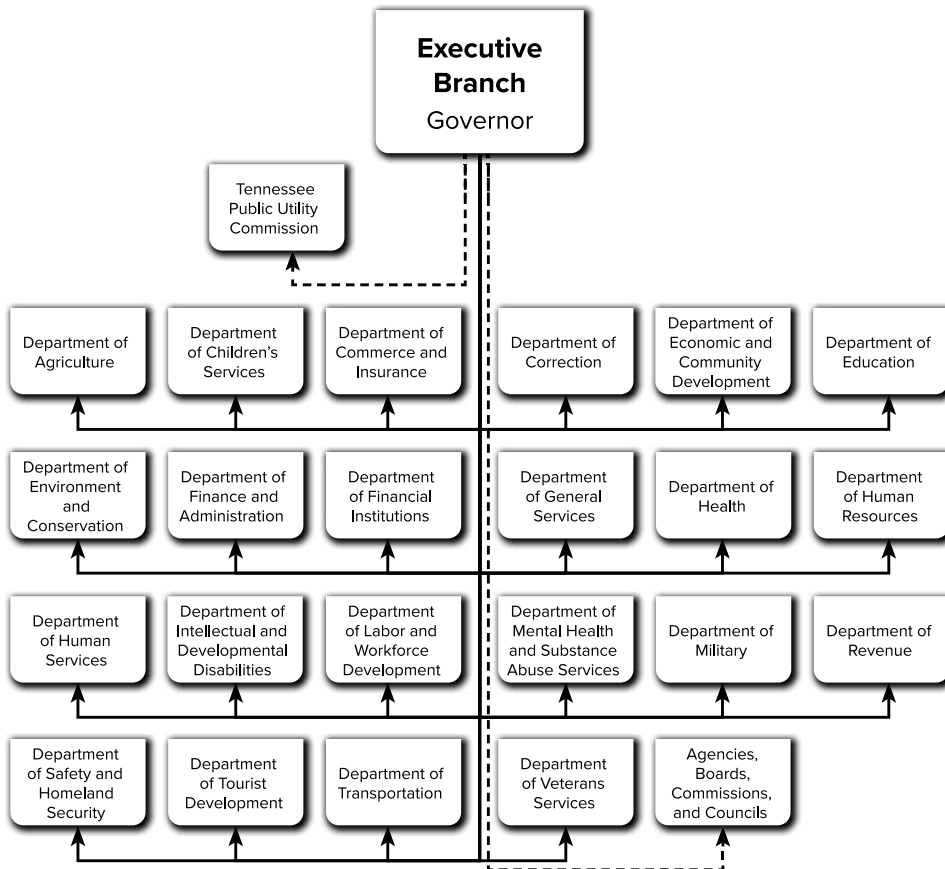 Executive
Branch
Governor
Tennessee
Public Utility
Commission
Department of
Agriculture
Department
of Children's
Services
Department of
Commerce and
Insurance
Department of
Correction
Department of
Economic and
Community
Development
Department of
Education
Department of
Environment
and
Conservation
Department of
Finance and
Administration
Department
of Financial
Institutions
Department
of General
Services
Department of
Health
Department
of Human
Resources
Department
of Human
Services
Department of
Intellectual and
Developmental
Disabilities
Department
of Labor and
Workforce
Development
Department of
Mental Health
and Substance
Abuse Services
Department of
Military
Department of
Revenue
Department
of Safety and
Homeland
Security
Department
of Tourist
Development
Department of
Transportation
Department
of Veterans
Services
Agencies,
Boards,
Commissions,
and Councils